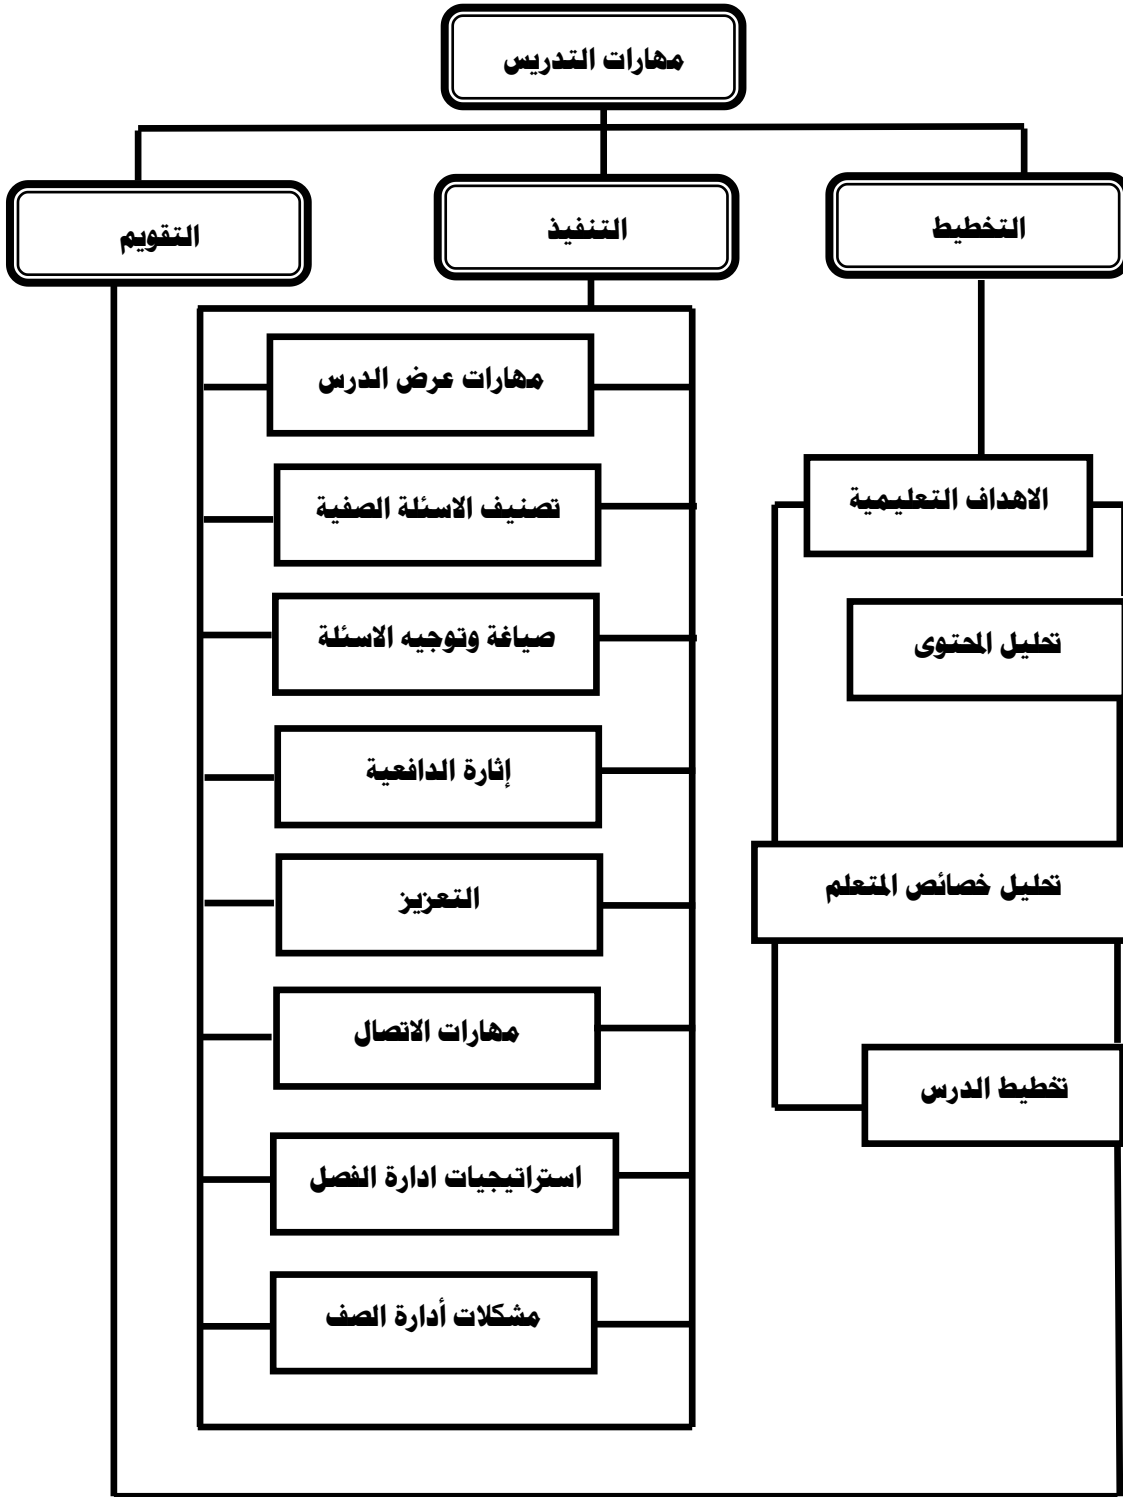 مهارات التدريس
التخطيط
التنفيذ
التقويم
الاهداف التعليمية
تحليل المحتوى
تحليل خصائص المتعلم
تخطيط الدرس
مهارات عرض الدرس
تصنيف الاسئلة الصفية
صياغة وتوجيه الاسئلة
إثارة الدافعية
التعزيز
مهارات الاتصال
استراتيجيات ادارة الفصل
مشكلات أدارة الصف